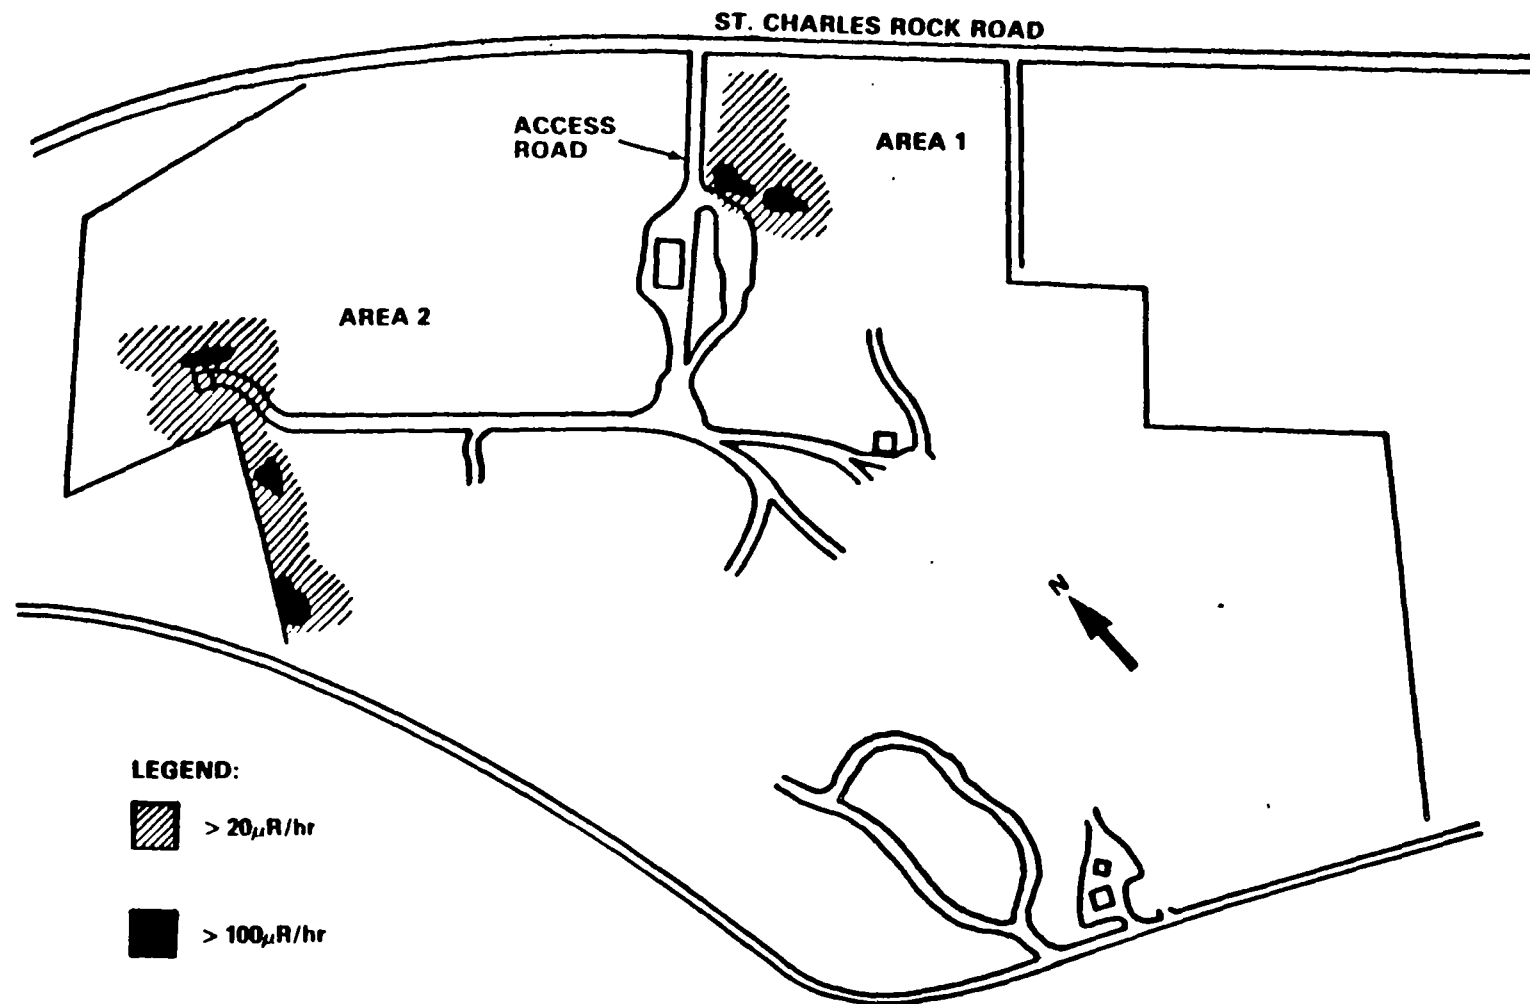 ST. CHARLES ROCK ROAD
ACCESS
ROAD
AREA 1
AREA 2
N
LEGEND:
> 20μR/hr
> 100μR/hr